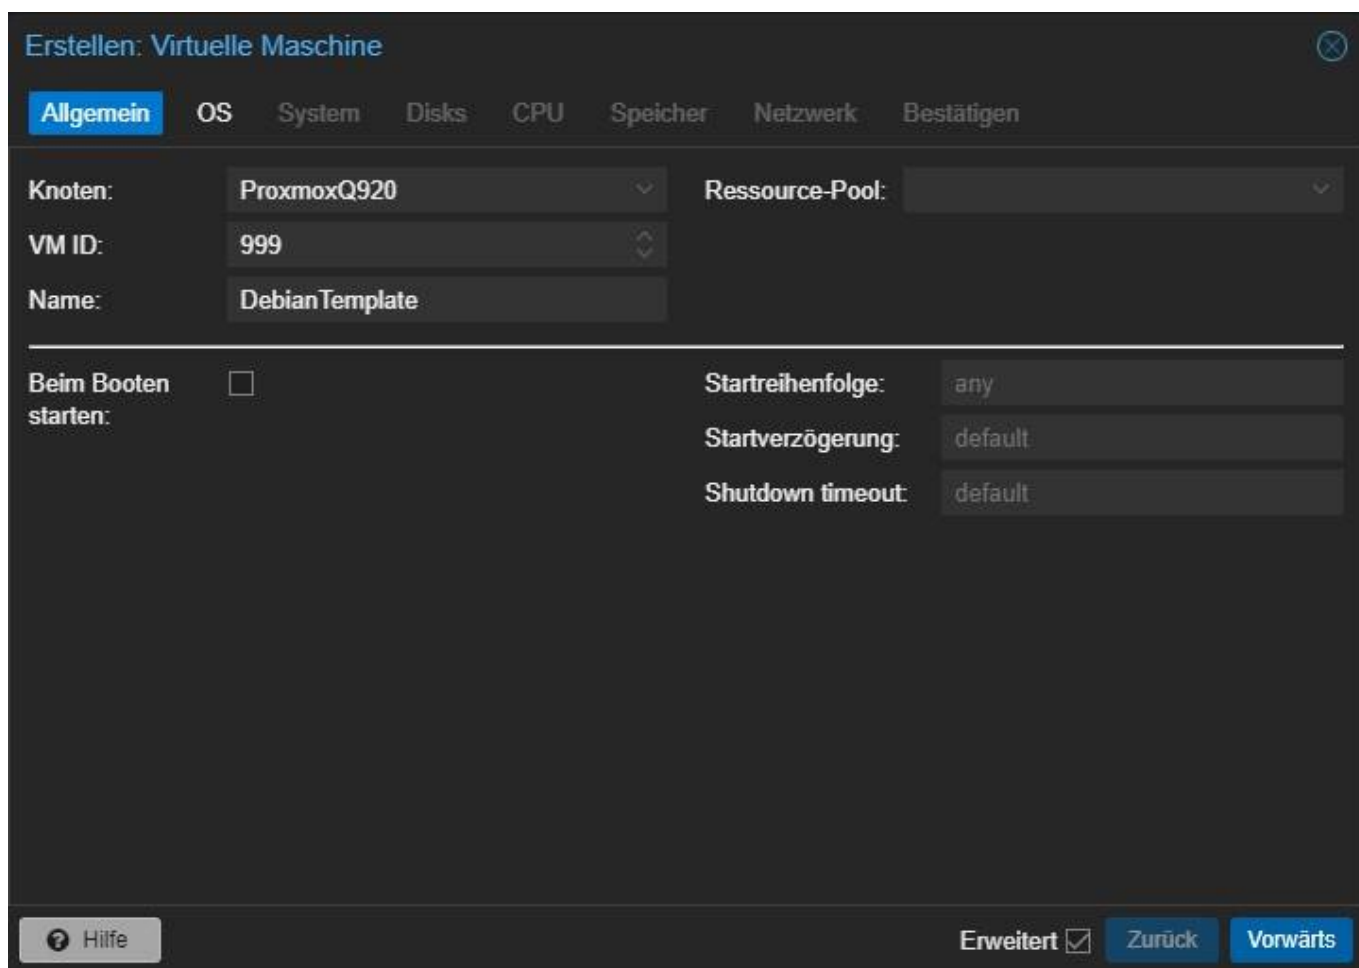 Erstellen: Virtuelle Maschine
Allgemein OS System Disks CPU Speicher Netzwerk Bestätigen
Knoten: ProxmoxQ920 Ressource-Pool:
VM ID: 999
Name: DebianTemplate
Beim Booten starten:
Startreihenfolge: any
Startverzögerung: default
Shutdown timeout: default
Hilfe Erweitert Zurück Vorwärts